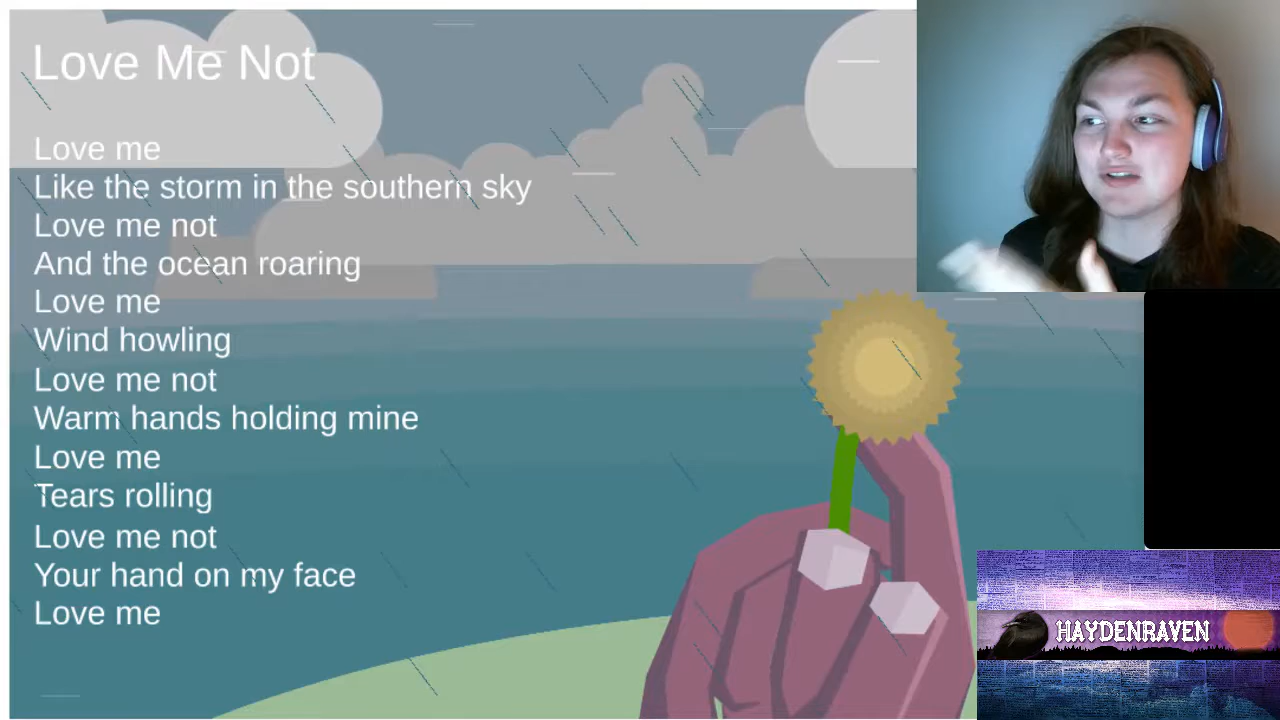 Love Me Not
Love me
Like the storm in the southern sky
Love me not
And the ocean roaring
Love me
Wind howling
Love me not
Warm hands holding mine
Love me
Tears rolling
Love me not
Your hand on my face
Love me
HAYDENRAVEN